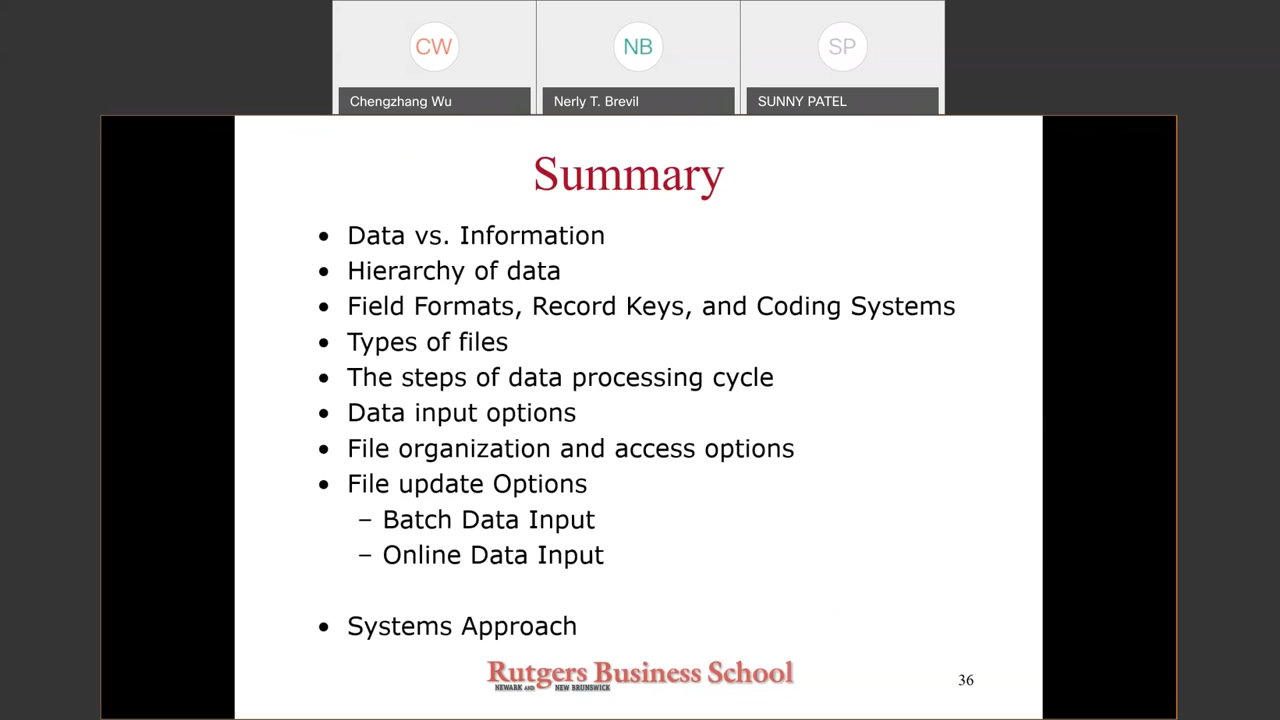 CW
NB
SP
Chengzhang Wu
Nerly T. Brevil
SUNNY PATEL
Summary
• Data vs. Information
• Hierarchy of data
• Field Formats, Record Keys, and Coding Systems
• Types of files
• The steps of data processing cycle
• Data input options
• File organization and access options
• File update Options
– Batch Data Input
– Online Data Input
• Systems Approach
Rutgers Business School
NEWARK AND NEW BRUNSWICK
36